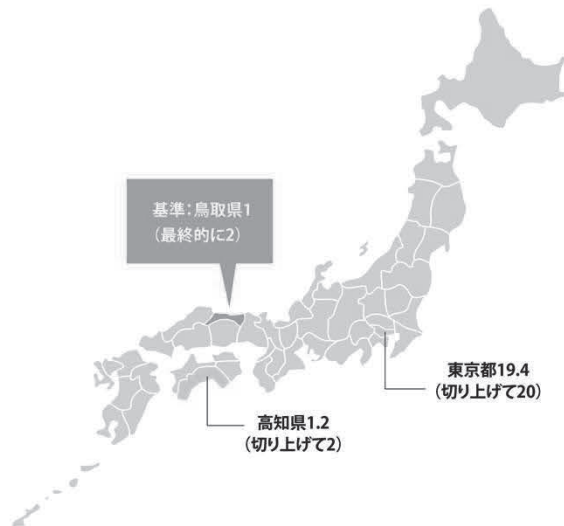 基準：鳥取県1
（最終的に2）
東京都19.4
（切り上げて20）
高知県1.2
（切り上げて2）